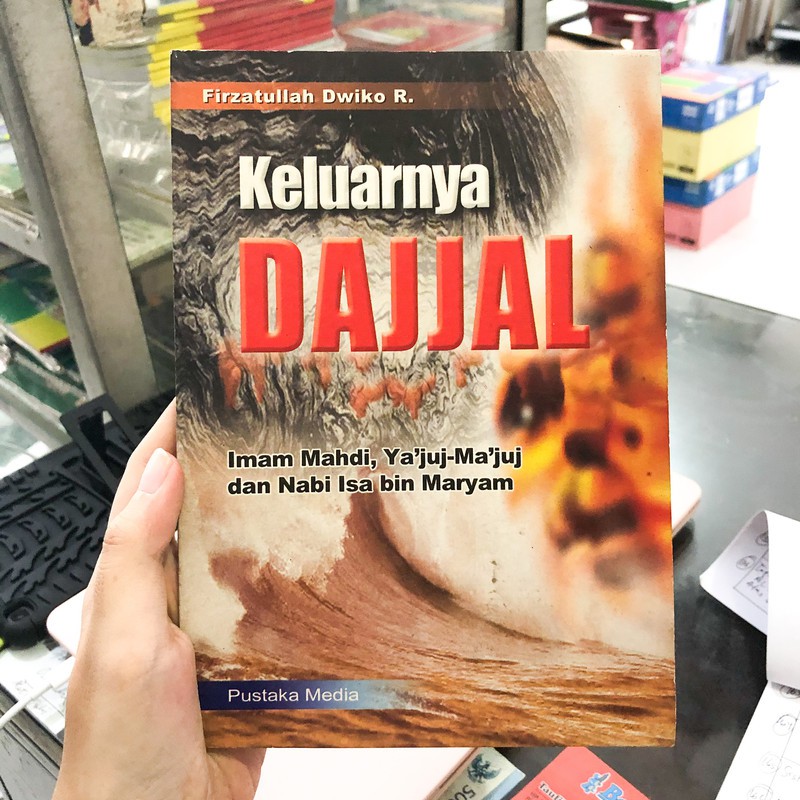 Firzatullah Dwiko R.
Keluarnya
DAJJAL
Imam Mahdi, Ya'juj-Ma'juj
dan Nabi Isa bin Maryam
Pustaka Media